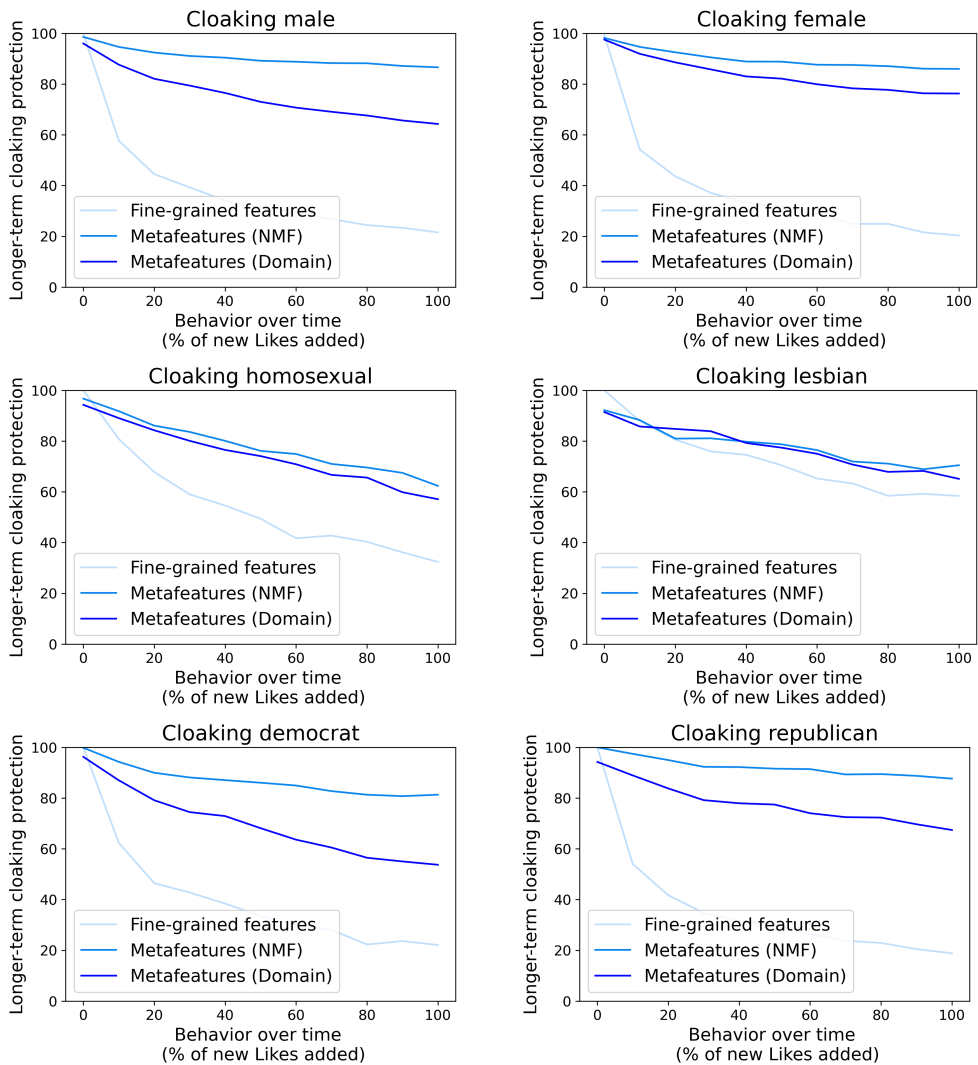 Cloaking male
Longer-term cloaking protection
100
80
60
40
20
0
Fine-grained features
Metafeatures (NMF)
Metafeatures (Domain)
0 20 40 60 80 100
Behavior over time
(% of new Likes added)
Cloaking female
Longer-term cloaking protection
100
80
60
40
20
0
Fine-grained features
Metafeatures (NMF)
Metafeatures (Domain)
0 20 40 60 80 100
Behavior over time
(% of new Likes added)
Cloaking homosexual
Longer-term cloaking protection
100
80
60
40
20
0
Fine-grained features
Metafeatures (NMF)
Metafeatures (Domain)
0 20 40 60 80 100
Behavior over time
(% of new Likes added)
Cloaking lesbian
Longer-term cloaking protection
100
80
60
40
20
0
Fine-grained features
Metafeatures (NMF)
Metafeatures (Domain)
0 20 40 60 80 100
Behavior over time
(% of new Likes added)
Cloaking democrat
Longer-term cloaking protection
100
80
60
40
20
0
Fine-grained features
Metafeatures (NMF)
Metafeatures (Domain)
0 20 40 60 80 100
Behavior over time
(% of new Likes added)
Cloaking republican
Longer-term cloaking protection
100
80
60
40
20
0
Fine-grained features
Metafeatures (NMF)
Metafeatures (Domain)
0 20 40 60 80 100
Behavior over time
(% of new Likes added)